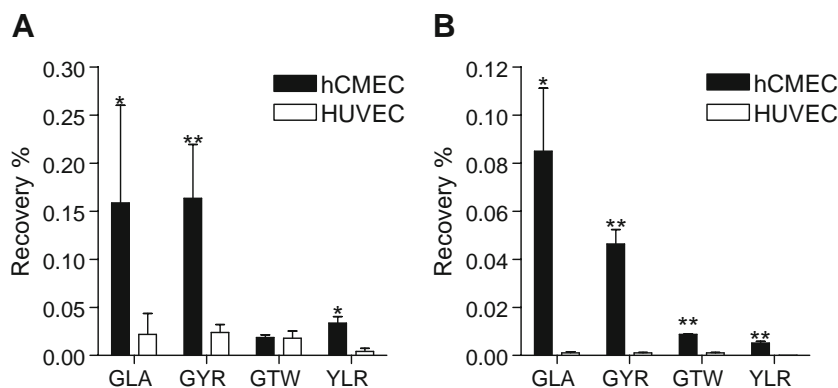 A
Recovery %
0.30
0.25
0.20
0.15
0.10
0.05
0.00
hCMEC
HUVEC
*
**
*
GLA GYR GTW YLR
B
Recovery %
0.12
0.10
0.08
0.06
0.04
0.02
0.00
hCMEC
HUVEC
*
**
**
**
GLA GYR GTW YLR